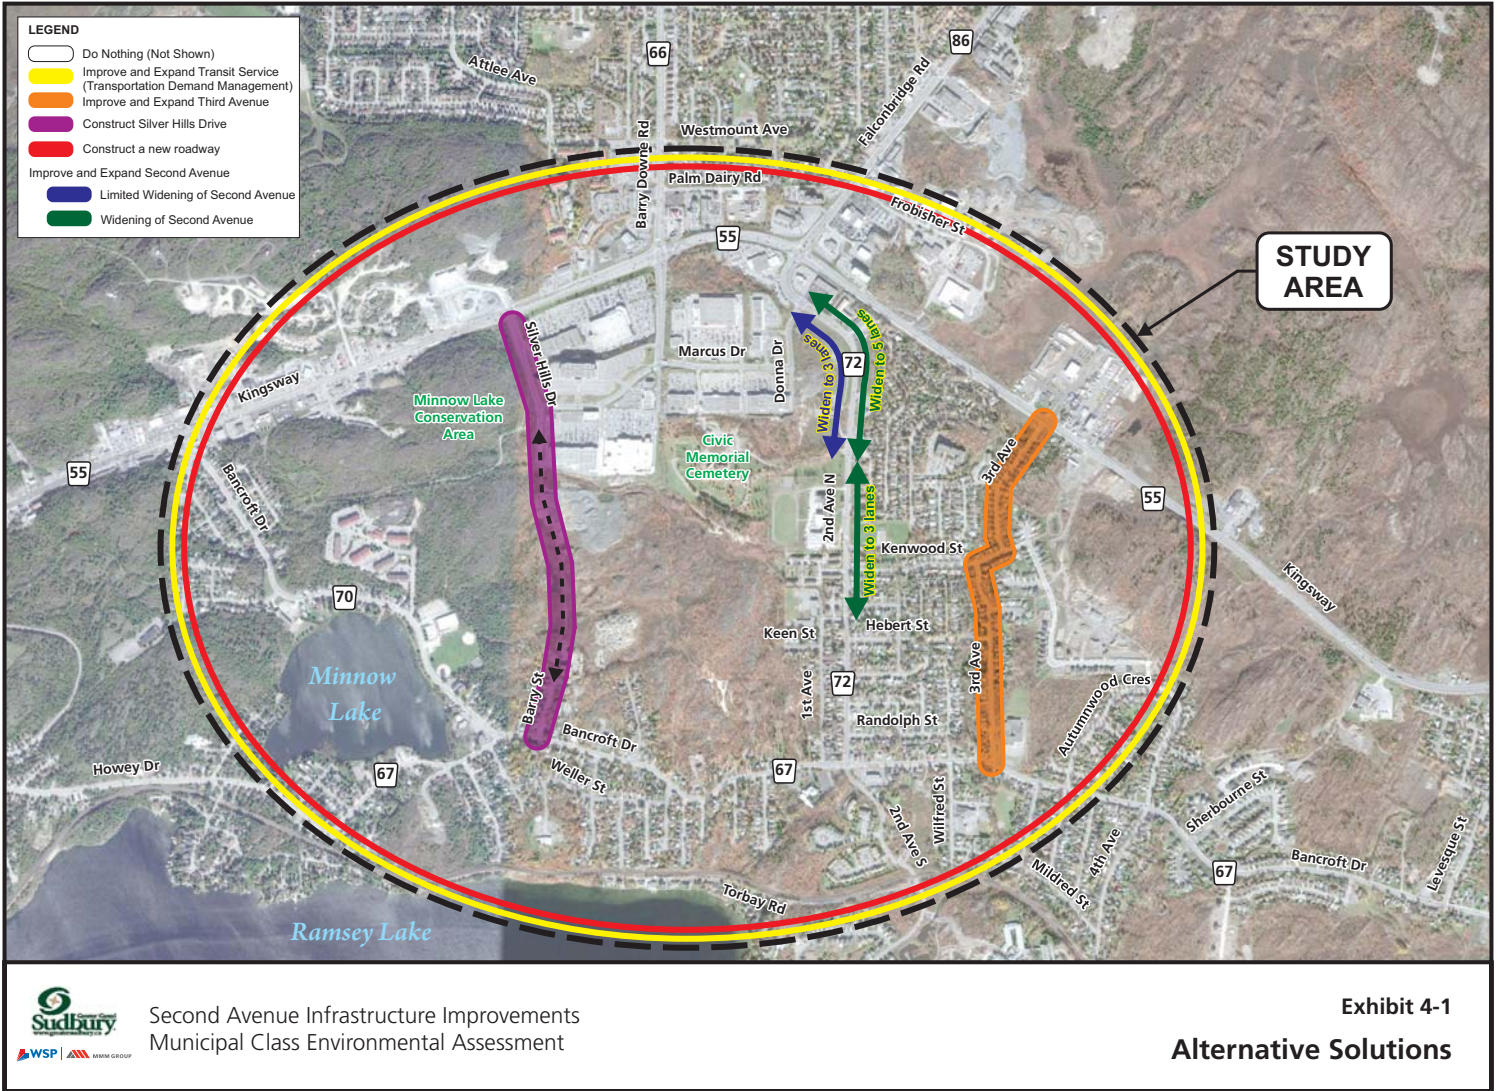 LEGEND
Do Nothing (Not Shown)
Improve and Expand Transit Service
(Transportation Demand Management)
Improve and Expand Third Avenue
Construct Silver Hills Drive
Construct a new roadway
Improve and Expand Second Avenue
Limited Widening of Second Avenue
Widening of Second Avenue
Attlee Ave
66
86
Falconbridge Rd
Westmount Ave
Barry Downe Rd
Palm Dairy Rd
Frobisher St
55
STUDY
AREA
Silver Hills Dr
Marcus Dr
Donna Dr
Widen to 3 lanes
72
Widen to 5 lanes
Kingsway
Minnow Lake
Conservation
Area
Civic
Memorial
Cemetery
3rd Ave
55
Bancroft Dr
2nd Ave N
Widen to 3 lanes
55
Kenwood St
Kingsway
70
Keen St
Hebert St
Minnow
Lake
Barry St
1st Ave
72
3rd Ave
Autumnwood Cres
Randolph St
Bancroft Dr
Howey Dr
67
Weller St
67
2nd Ave S
Wilfred St
Sherbourne St
4th Ave
Mildred St
67
Bancroft Dr
Levesque St
Torbay Rd
Ramsey Lake
Sudbury
www.greatersudbury.ca
WSP
MMM GROUP
Second Avenue Infrastructure Improvements
Municipal Class Environmental Assessment
Exhibit 4-1
Alternative Solutions